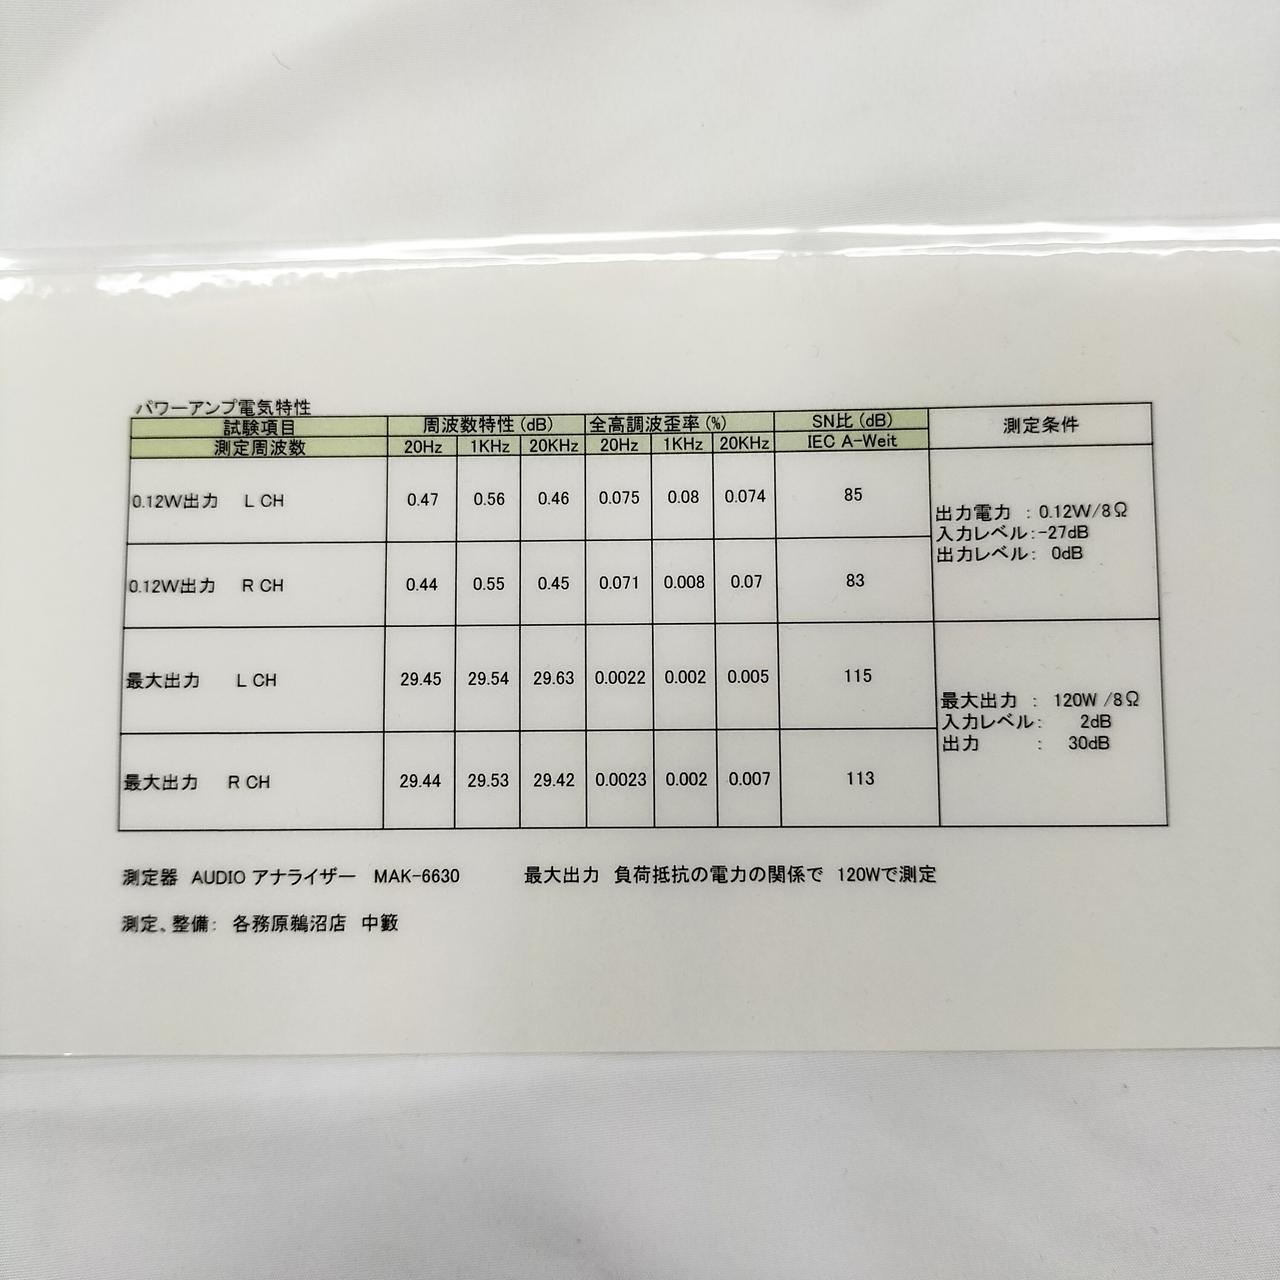 パワーアンプ電気特性
試験項目 周波数特性(dB) 全高調波歪率(%) SN比(dB) 測定条件
測定周波数 20Hz 1KHz 20KHz 20Hz 1KHz 20KHz IEC A-Weit
0.12W出力 L CH 0.47 0.56 0.46 0.075 0.08 0.074 85
出力電力 : 0.12W/8Ω
入力レベル:-27dB
出力レベル: 0dB
0.12W出力 R CH 0.44 0.55 0.45 0.071 0.008 0.07 83
最大出力 L CH 29.45 29.54 29.63 0.0022 0.002 0.005 115
最大出力 : 120W /8Ω
入力レベル: 2dB
出力 : 30dB
最大出力 R CH 29.44 29.53 29.42 0.0023 0.002 0.007 113
測定器 AUDIO アナライザー MAK-6630 最大出力 負荷抵抗の電力の関係で 120Wで測定
測定、整備: 各務原鵜沼店 中籔